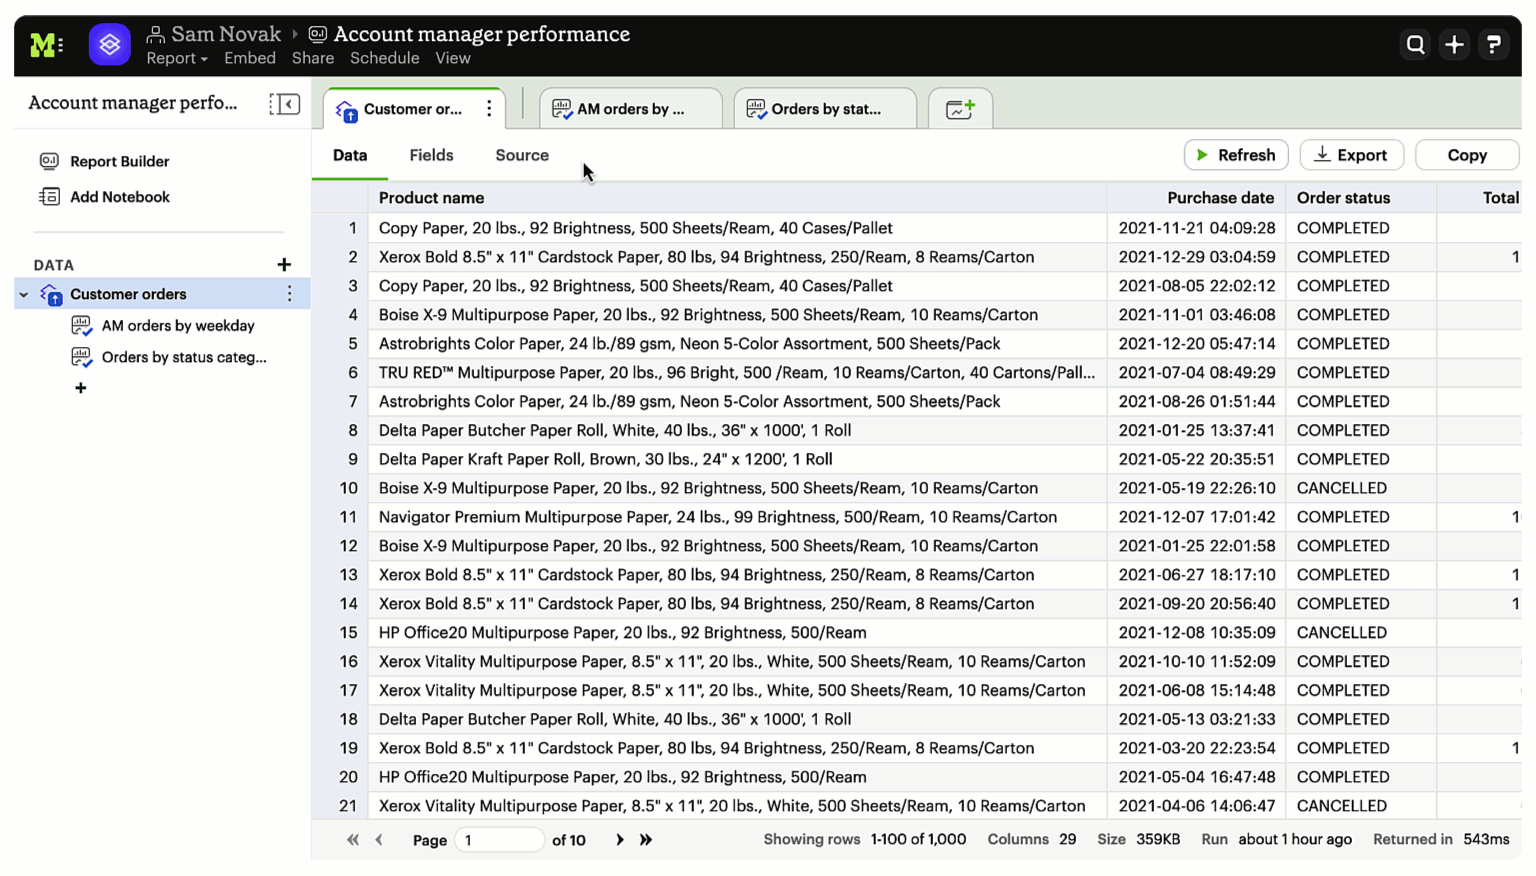 Sam Novak › Account manager performance
Report Embed Share Schedule View
Account manager perfo...
Customer or... AM orders by ... Orders by stat...
Report Builder
Add Notebook
DATA +
Customer orders
AM orders by weekday
Orders by status categ...
+
Data Fields Source Refresh Export Copy
Product name Purchase date Order status Total
1 Copy Paper, 20 lbs., 92 Brightness, 500 Sheets/Ream, 40 Cases/Pallet 2021-11-21 04:09:28 COMPLETED
2 Xerox Bold 8.5" x 11" Cardstock Paper, 80 lbs, 94 Brightness, 250/Ream, 8 Reams/Carton 2021-12-29 03:04:59 COMPLETED 1
3 Copy Paper, 20 lbs., 92 Brightness, 500 Sheets/Ream, 40 Cases/Pallet 2021-08-05 22:02:12 COMPLETED
4 Boise X-9 Multipurpose Paper, 20 lbs., 92 Brightness, 500 Sheets/Ream, 10 Reams/Carton 2021-11-01 03:46:08 COMPLETED
5 Astrobrights Color Paper, 24 lb./89 gsm, Neon 5-Color Assortment, 500 Sheets/Pack 2021-12-20 05:47:14 COMPLETED
6 TRU RED™ Multipurpose Paper, 20 lbs., 96 Bright, 500 /Ream, 10 Reams/Carton, 40 Cartons/Pall... 2021-07-04 08:49:29 COMPLETED
7 Astrobrights Color Paper, 24 lb./89 gsm, Neon 5-Color Assortment, 500 Sheets/Pack 2021-08-26 01:51:44 COMPLETED
8 Delta Paper Butcher Paper Roll, White, 40 lbs., 36" x 1000', 1 Roll 2021-01-25 13:37:41 COMPLETED
9 Delta Paper Kraft Paper Roll, Brown, 30 lbs., 24" x 1200', 1 Roll 2021-05-22 20:35:51 COMPLETED
10 Boise X-9 Multipurpose Paper, 20 lbs., 92 Brightness, 500 Sheets/Ream, 10 Reams/Carton 2021-05-19 22:26:10 CANCELLED
11 Navigator Premium Multipurpose Paper, 24 lbs., 99 Brightness, 500/Ream, 10 Reams/Carton 2021-12-07 17:01:42 COMPLETED 1
12 Boise X-9 Multipurpose Paper, 20 lbs., 92 Brightness, 500 Sheets/Ream, 10 Reams/Carton 2021-01-25 22:01:58 COMPLETED
13 Xerox Bold 8.5" x 11" Cardstock Paper, 80 lbs, 94 Brightness, 250/Ream, 8 Reams/Carton 2021-06-27 18:17:10 COMPLETED 1
14 Xerox Bold 8.5" x 11" Cardstock Paper, 80 lbs, 94 Brightness, 250/Ream, 8 Reams/Carton 2021-09-20 20:56:40 COMPLETED 1
15 HP Office20 Multipurpose Paper, 20 lbs., 92 Brightness, 500/Ream 2021-12-08 10:35:09 CANCELLED
16 Xerox Vitality Multipurpose Paper, 8.5" x 11", 20 lbs., White, 500 Sheets/Ream, 10 Reams/Carton 2021-10-10 11:52:09 COMPLETED
17 Xerox Vitality Multipurpose Paper, 8.5" x 11", 20 lbs., White, 500 Sheets/Ream, 10 Reams/Carton 2021-06-08 15:14:48 COMPLETED
18 Delta Paper Butcher Paper Roll, White, 40 lbs., 36" x 1000', 1 Roll 2021-05-13 03:21:33 COMPLETED
19 Xerox Bold 8.5" x 11" Cardstock Paper, 80 lbs, 94 Brightness, 250/Ream, 8 Reams/Carton 2021-03-20 22:23:54 COMPLETED 1
20 HP Office20 Multipurpose Paper, 20 lbs., 92 Brightness, 500/Ream 2021-05-04 16:47:48 COMPLETED
21 Xerox Vitality Multipurpose Paper, 8.5" x 11", 20 lbs., White, 500 Sheets/Ream, 10 Reams/Carton 2021-04-06 14:06:47 CANCELLED
Page 1 of 10 Showing rows 1-100 of 1,000 Columns 29 Size 359KB Run about 1 hour ago Returned in 543ms